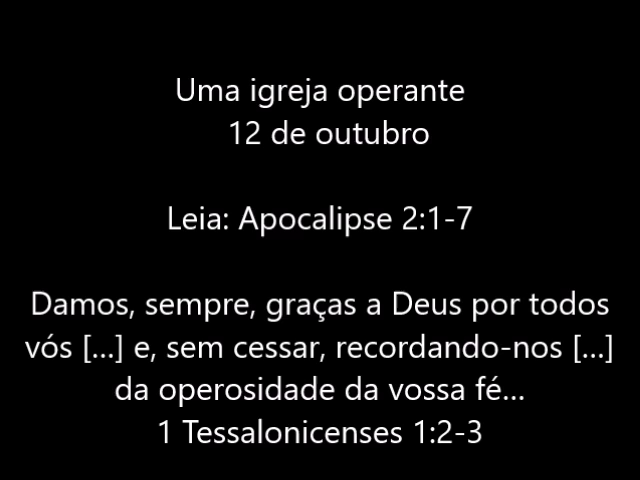 Uma igreja operante
12 de outubro
Leia: Apocalipse 2:1-7
Damos, sempre, graças a Deus por todos
vós [...] e, sem cessar, recordando-nos [...]
da operosidade da vossa fé...
1 Tessalonicenses 1:2-3